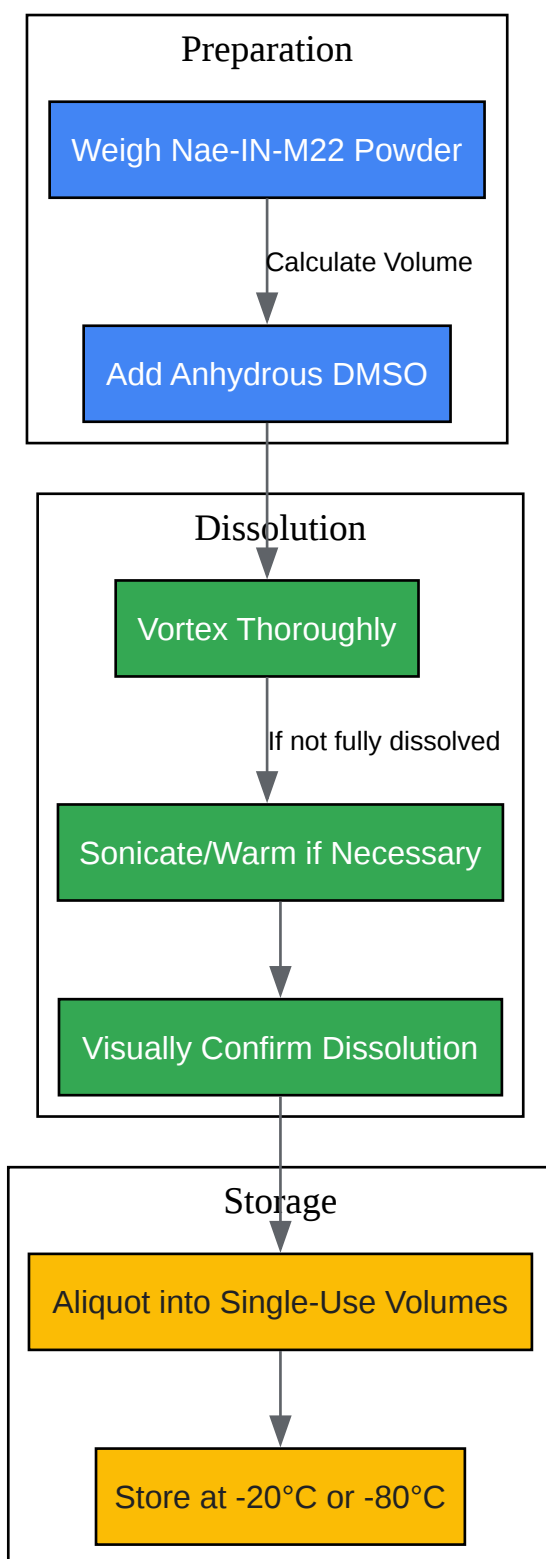 Preparation
Weigh Nae-IN-M22 Powder
Calculate Volume
Add Anhydrous DMSO
Dissolution
Vortex Thoroughly
If not fully dissolved
Sonicate/Warm if Necessary
Visually Confirm Dissolution
Storage
Aliquot into Single-Use Volumes
Store at -20°C or -80°C